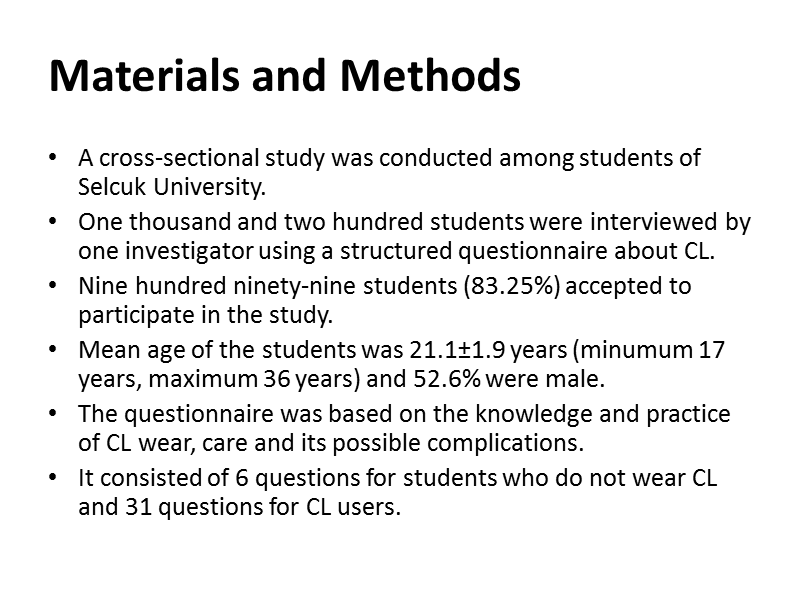 Materials and Methods
• A cross-sectional study was conducted among students of
Selcuk University.
• One thousand and two hundred students were interviewed by
one investigator using a structured questionnaire about CL.
• Nine hundred ninety-nine students (83.25%) accepted to
participate in the study.
• Mean age of the students was 21.1±1.9 years (minumum 17
years, maximum 36 years) and 52.6% were male.
• The questionnaire was based on the knowledge and practice
of CL wear, care and its possible complications.
• It consisted of 6 questions for students who do not wear CL
and 31 questions for CL users.